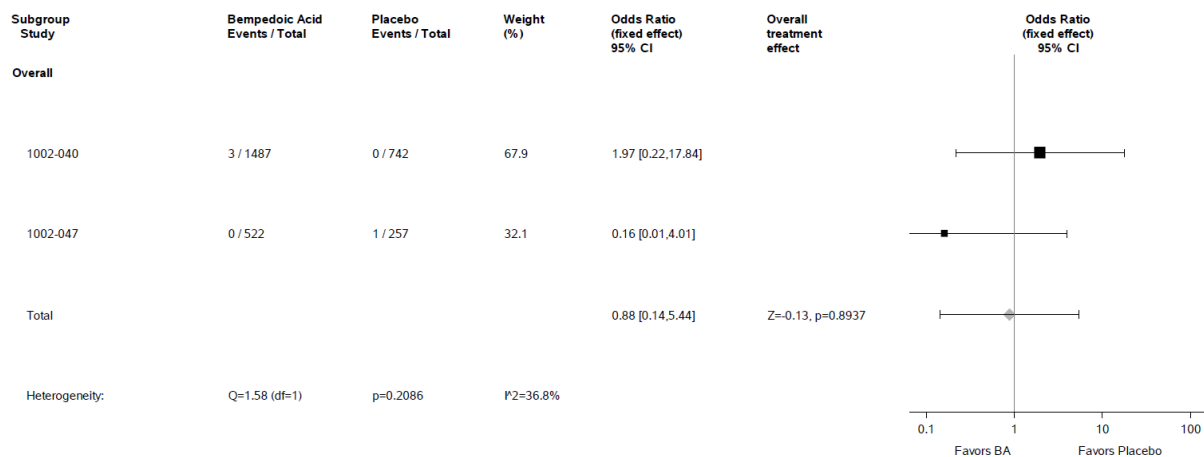 Subgroup Study Bempedoic Acid Events / Total Placebo Events / Total Weight (%) Odds Ratio (fixed effect) 95% CI Overall treatment effect Odds Ratio (fixed effect) 95% CI
Overall
1002-040 3 / 1487 0 / 742 67.9 1.97 [0.22,17.84]
1002-047 0 / 522 1 / 257 32.1 0.16 [0.01,4.01]
Total 0.88 [0.14,5.44] Z=-0.13, p=0.8937
Heterogeneity: Q=1.58 (df=1) p=0.2086 I^2=36.8%
0.1 1 10 100
Favors BA Favors Placebo